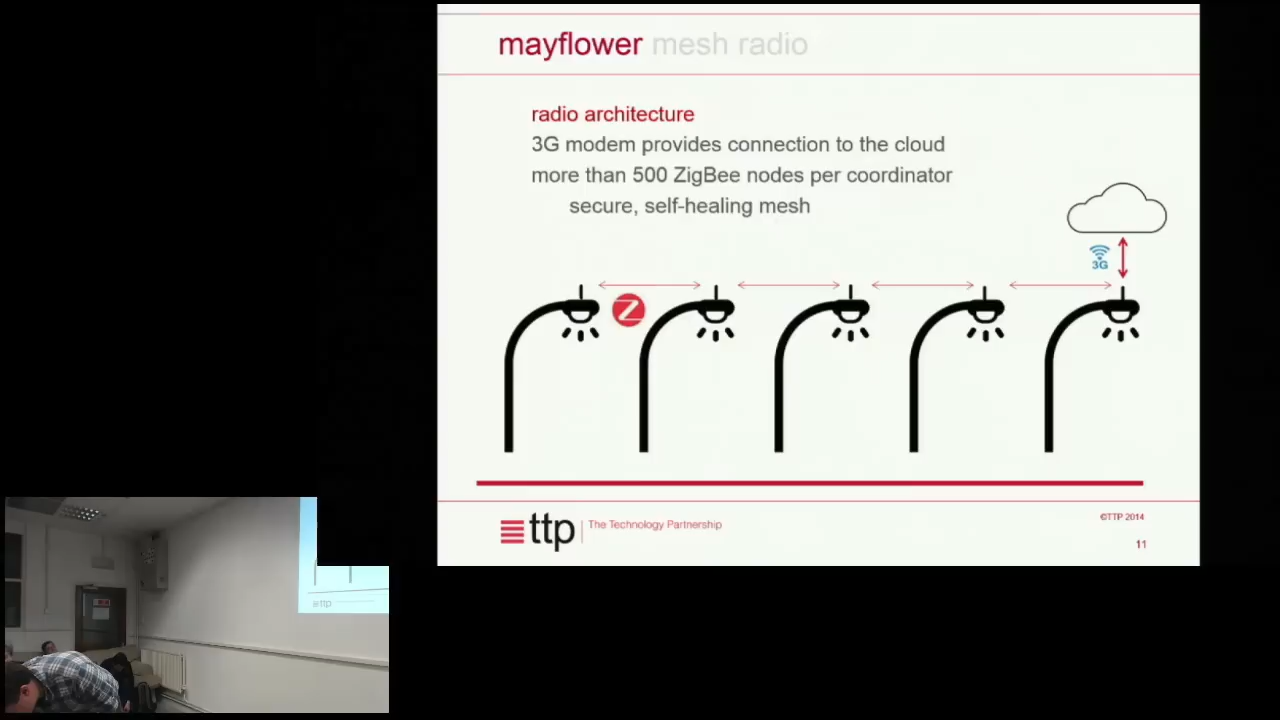 mayflower mesh radio
radio architecture
3G modem provides connection to the cloud
more than 500 ZigBee nodes per coordinator
secure, self-healing mesh
3G
Z
ttp
The Technology Partnership
©TTP 2014
11
ttp